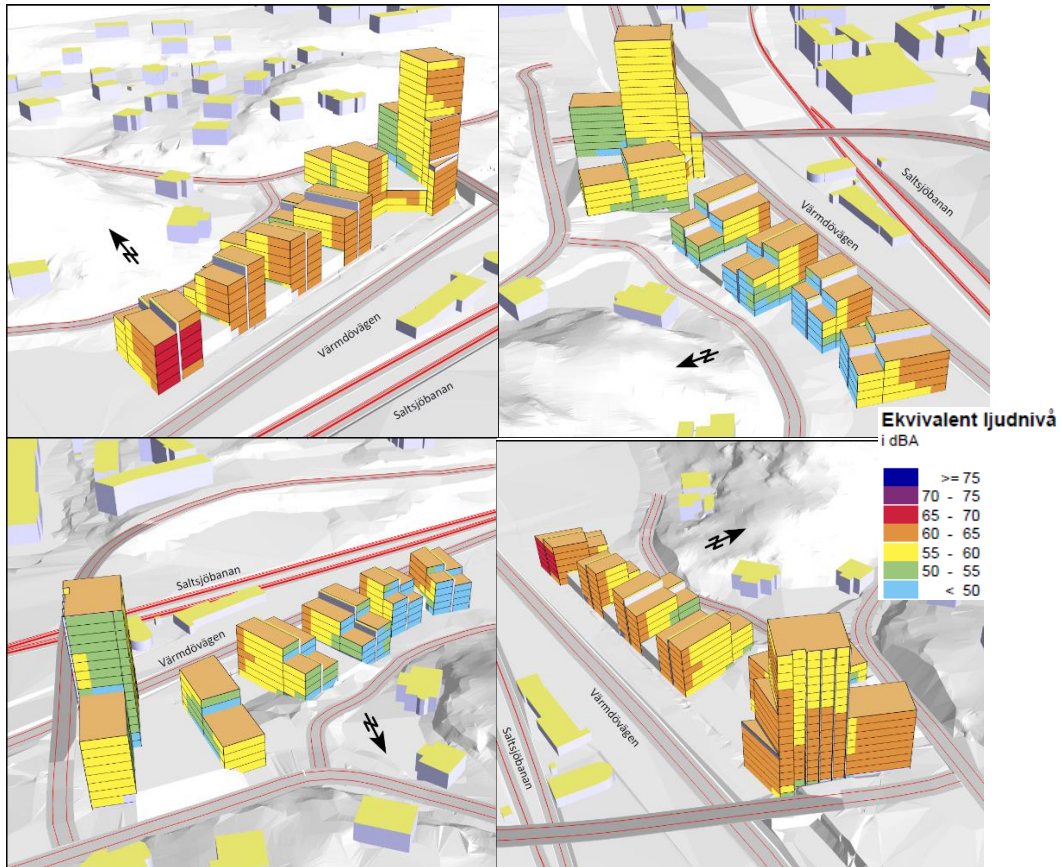 Värmdövägen
Saltsjöbanan
N
Saltsjöbanan
Värmdövägen
N
Ekvivalent ljudnivå
i dBA
>= 75
70 - 75
65 - 70
60 - 65
55 - 60
50 - 55
< 50
Saltsjöbanan
Värmdövägen
N
N
Värmdövägen
Saltsjöbanan